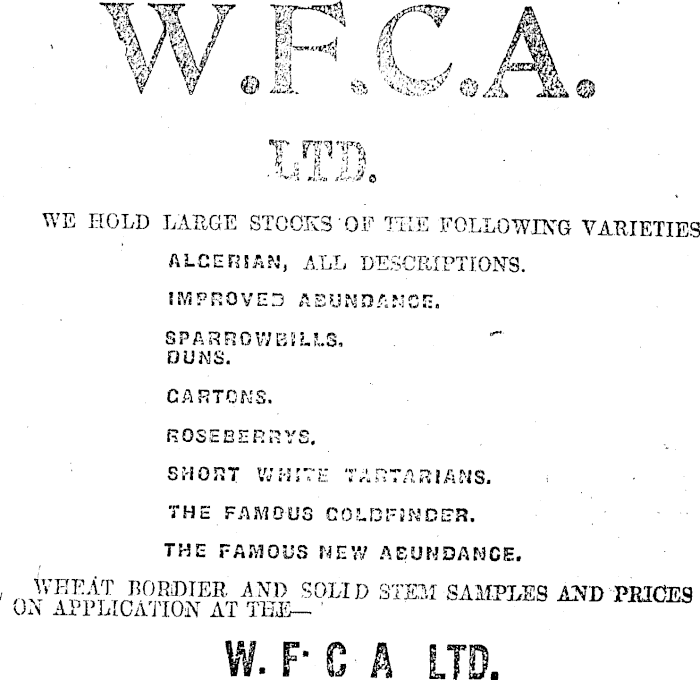 W.F.C.A.
LTD.
WE HOLD LARGE STOCKS OF THE FOLLOWING VARIETIES
ALGERIAN, ALL DESCRIPTIONS.
IMPROVED ABUNDANCE.
SPARROWBILLS,
DUNS.
CARTONS.
ROSEBERRYS.
SHORT WHITE TARTARIANS.
THE FAMOUS GOLDFINDER.
THE FAMOUS NEW ABUNDANCE.
WHEAT BORDIER AND SOLID STEM SAMPLES AND PRICES
ON APPLICATION AT THE—
W. F. C A LTD.